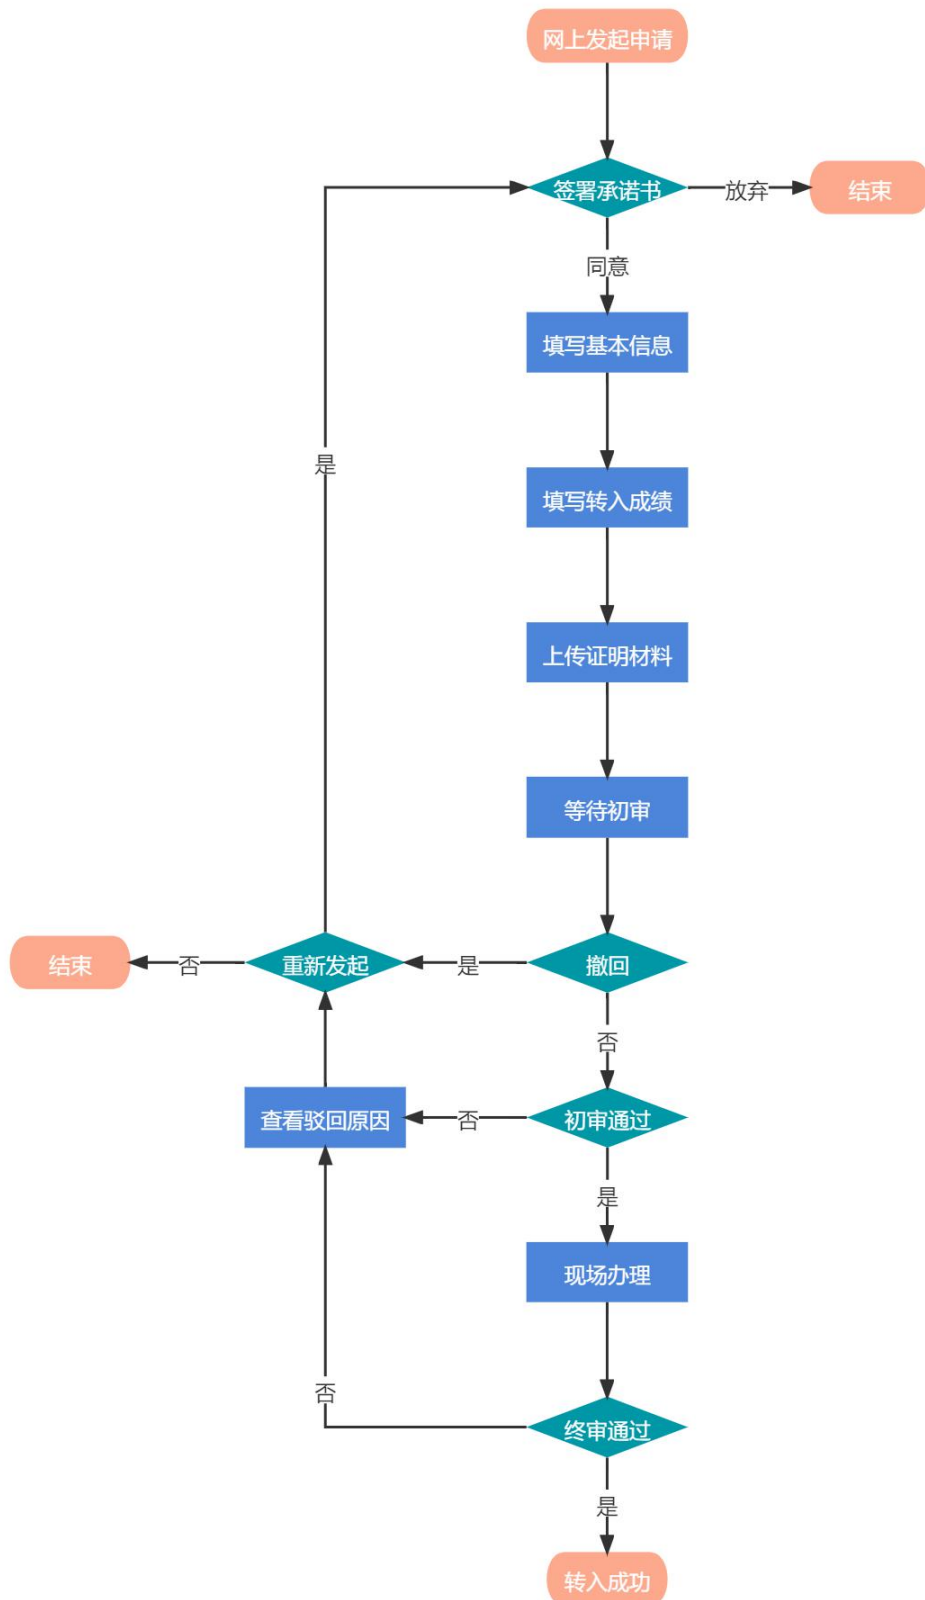 网上发起申请
签署承诺书
放弃
结束
同意
填写基本信息
是
填写转入成绩
上传证明材料
等待初审
结束
否
重新发起
是
撤回
否
查看驳回原因
否
初审通过
是
现场办理
否
终审通过
是
转入成功